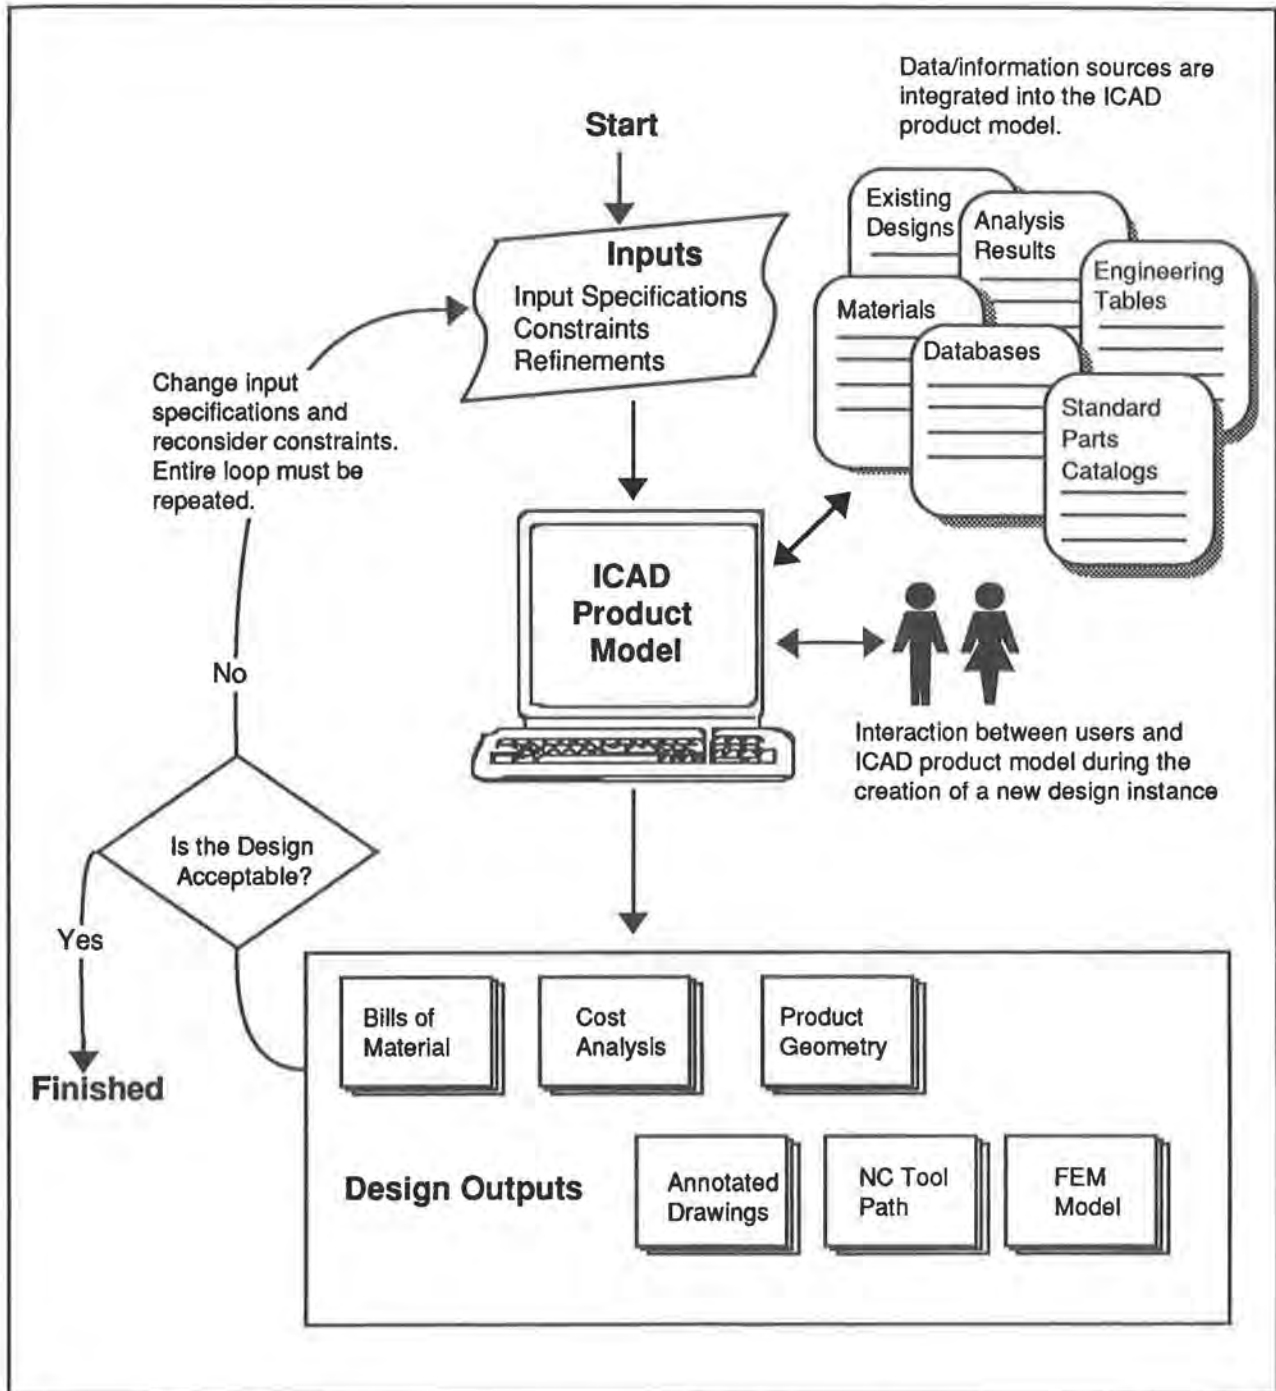 Data/information sources are
integrated into the ICAD
product model.
Start
Existing
Designs
Analysis
Results
Engineering
Tables
Inputs
Input Specifications
Constraints
Refinements
Materials
Databases
Standard
Parts
Catalogs
Change input
specifications and
reconsider constraints.
Entire loop must be
repeated.
ICAD
Product
Model
No
Interaction between users and
ICAD product model during the
creation of a new design instance
Is the Design
Acceptable?
Yes
Finished
Bills of
Material
Cost
Analysis
Product
Geometry
Design Outputs
Annotated
Drawings
NC Tool
Path
FEM
Model